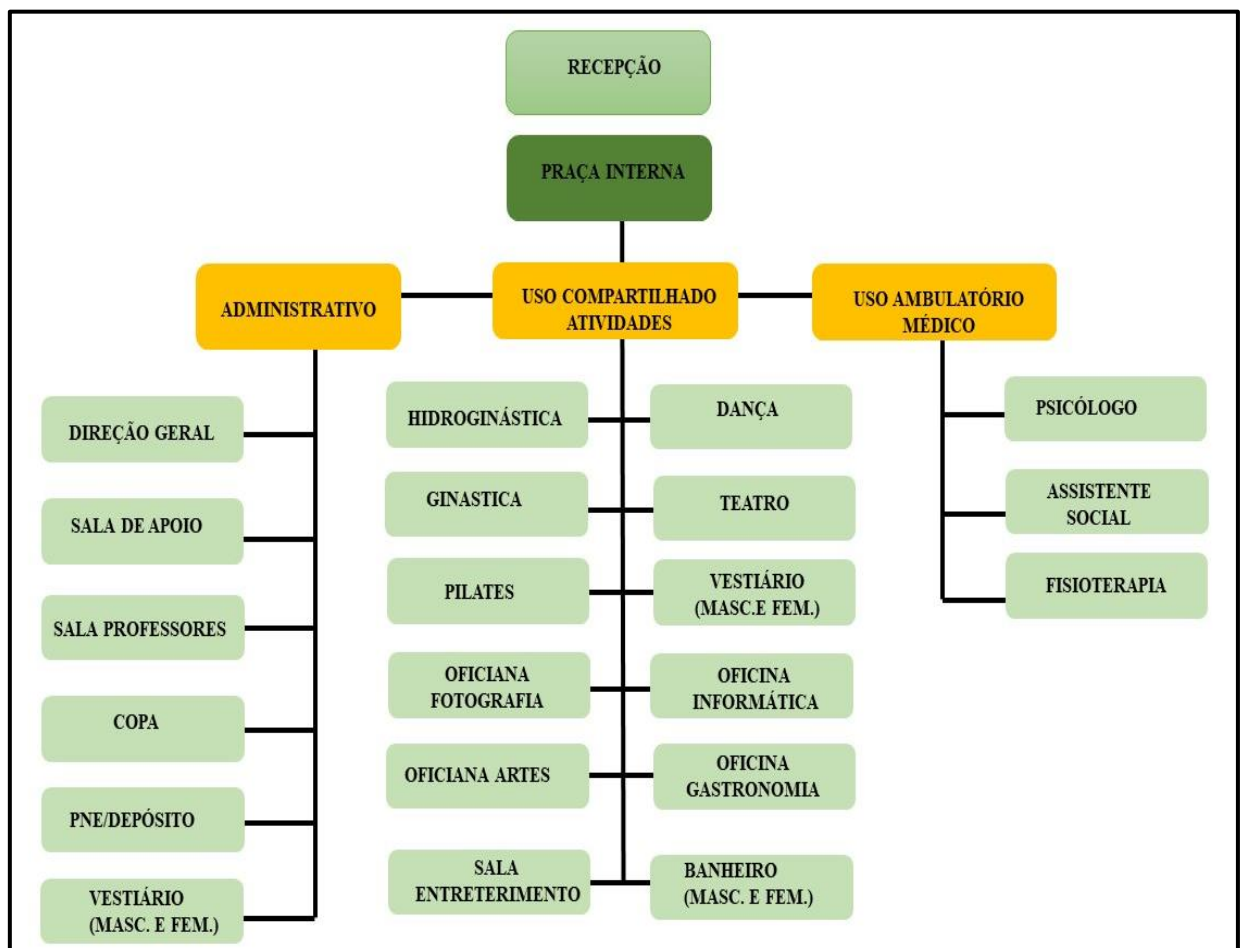 RECEPÇÃO
PRAÇA INTERNA
ADMINISTRATIVO
USO COMPARTILHADO
ATIVIDADES
USO AMBULATÓRIO
MÉDICO
DIREÇÃO GERAL
SALA DE APOIO
SALA PROFESSORES
COPA
PNE/DEPÓSITO
VESTIÁRIO
(MASC. E FEM.)
HIDROGINÁSTICA
DANÇA
GINASTICA
TEATRO
PILATES
VESTIÁRIO
(MASC.E FEM.)
OFICIANA
FOTOGRAFIA
OFICINA
INFORMÁTICA
OFICIANA ARTES
OFICINA
GASTRONOMIA
SALA
ENTRETERIMENTO
BANHEIRO
(MASC. E FEM.)
PSICÓLOGO
ASSISTENTE
SOCIAL
FISIOTERAPIA